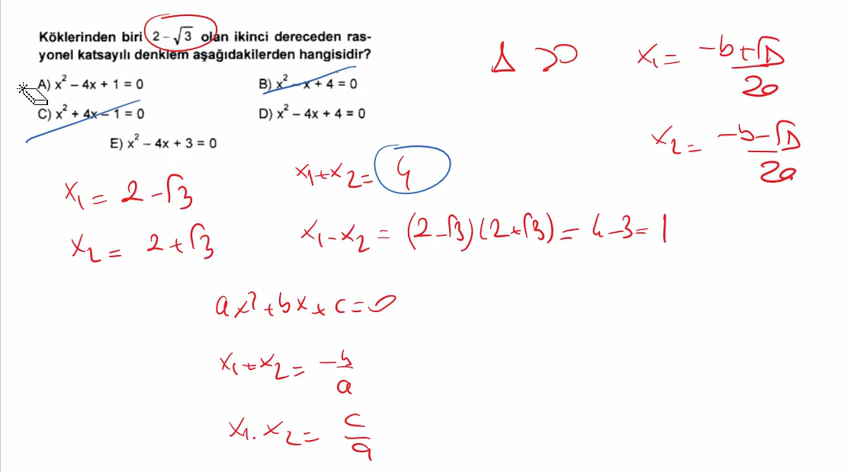 Köklerinden biri 2 – √3 olan ikinci dereceden ras-
yonel katsayılı denklem aşağıdakilerden hangisidir?
A) x² – 4x + 1 = 0
B) x² – x + 4 = 0
C) x² + 4x – 1 = 0
D) x² – 4x + 4 = 0
E) x² – 4x + 3 = 0
Δ >0
x₁ = -b+√Δ / 2a
x₂ = -b-√Δ / 2a
x₁ = 2-√3
x₂ = 2+√3
x₁+x₂ = 4
x₁-x₂ = (2-√3)(2+√3) = 4-3 = 1
ax²+bx+c=0
x₁+x₂ = -b/a
x₁.x₂ = c/a